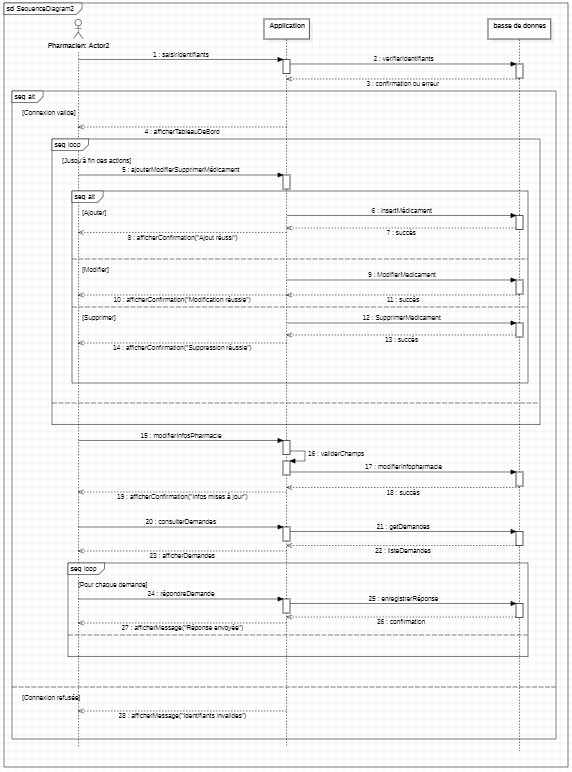 sd SequenceDiagram2
Pharmacien: Actor2
Application
basse de donnes
1 : saisirIdentifiants
2 : verifierIdentifiants
3 : confirmation ou erreur
seq alt
[Connexion valide]
4 : afficherTableauDeBord
seq loop
[Jusqu'à fin des actions]
5 : ajouterModifierSupprimerMédicament
seq alt
[Ajouter]
6 : InsertMédicament
7 : succès
8 : afficherConfirmation("Ajout réussi")
[Modifier]
9 : ModifierMedicament
10 : afficherConfirmation("Modification réussie")
11 : succès
[Supprimer]
12 : SupprimerMedicament
13 : succès
14 : afficherConfirmation("Suppression réussie")
15 : modifierInfosPharmacie
16 : validerChamps
17 : modifierInfopharmacie
18 : succès
19 : afficherConfirmation("Infos mises à jour")
20 : consulterDemandes
21 : getDemandes
22 : listeDemandes
23 : afficherDemandes
seq loop
[Pour chaque demande]
24 : répondreDemande
25 : enregistrerRéponse
26 : confirmation
27 : afficherMessage("Réponse envoyée")
[Connexion refusée]
28 : afficherMessage("Identifiants invalides")